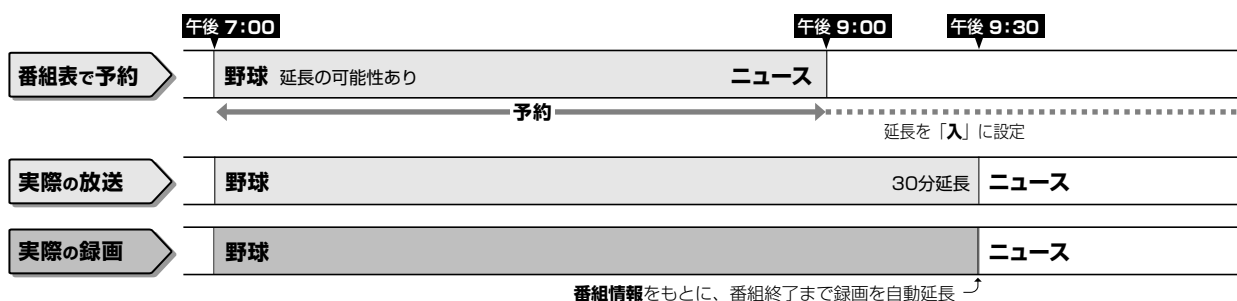 午後 7:00 午後 9:00 午後 9:30
番組表で予約 野球 延長の可能性あり ニュース
予約
延長を「入」に設定
実際の放送 野球 30分延長 ニュース
実際の録画 野球 ニュース
番組情報をもとに、番組終了まで録画を自動延長